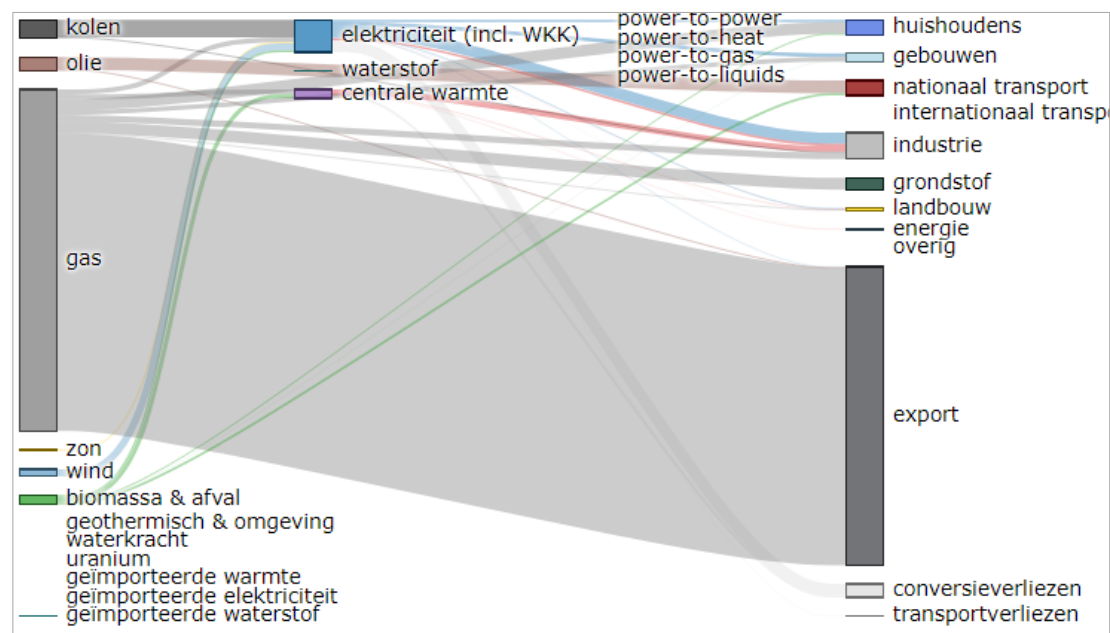 kolen
olie
gas
zon
wind
biomassa & afval
geothermisch & omgeving
waterkracht
uranium
geïmporteerde warmte
geïmporteerde elektriciteit
geïmporteerde waterstof
elektriciteit (incl. WKK)
waterstof
centrale warmte
power-to-power
power-to-heat
power-to-gas
power-to-liquids
huishoudens
gebouwen
nationaal transport
internationaal transpo
industrie
grondstof
landbouw
energie
overig
export
conversieverliezen
transportverliezen